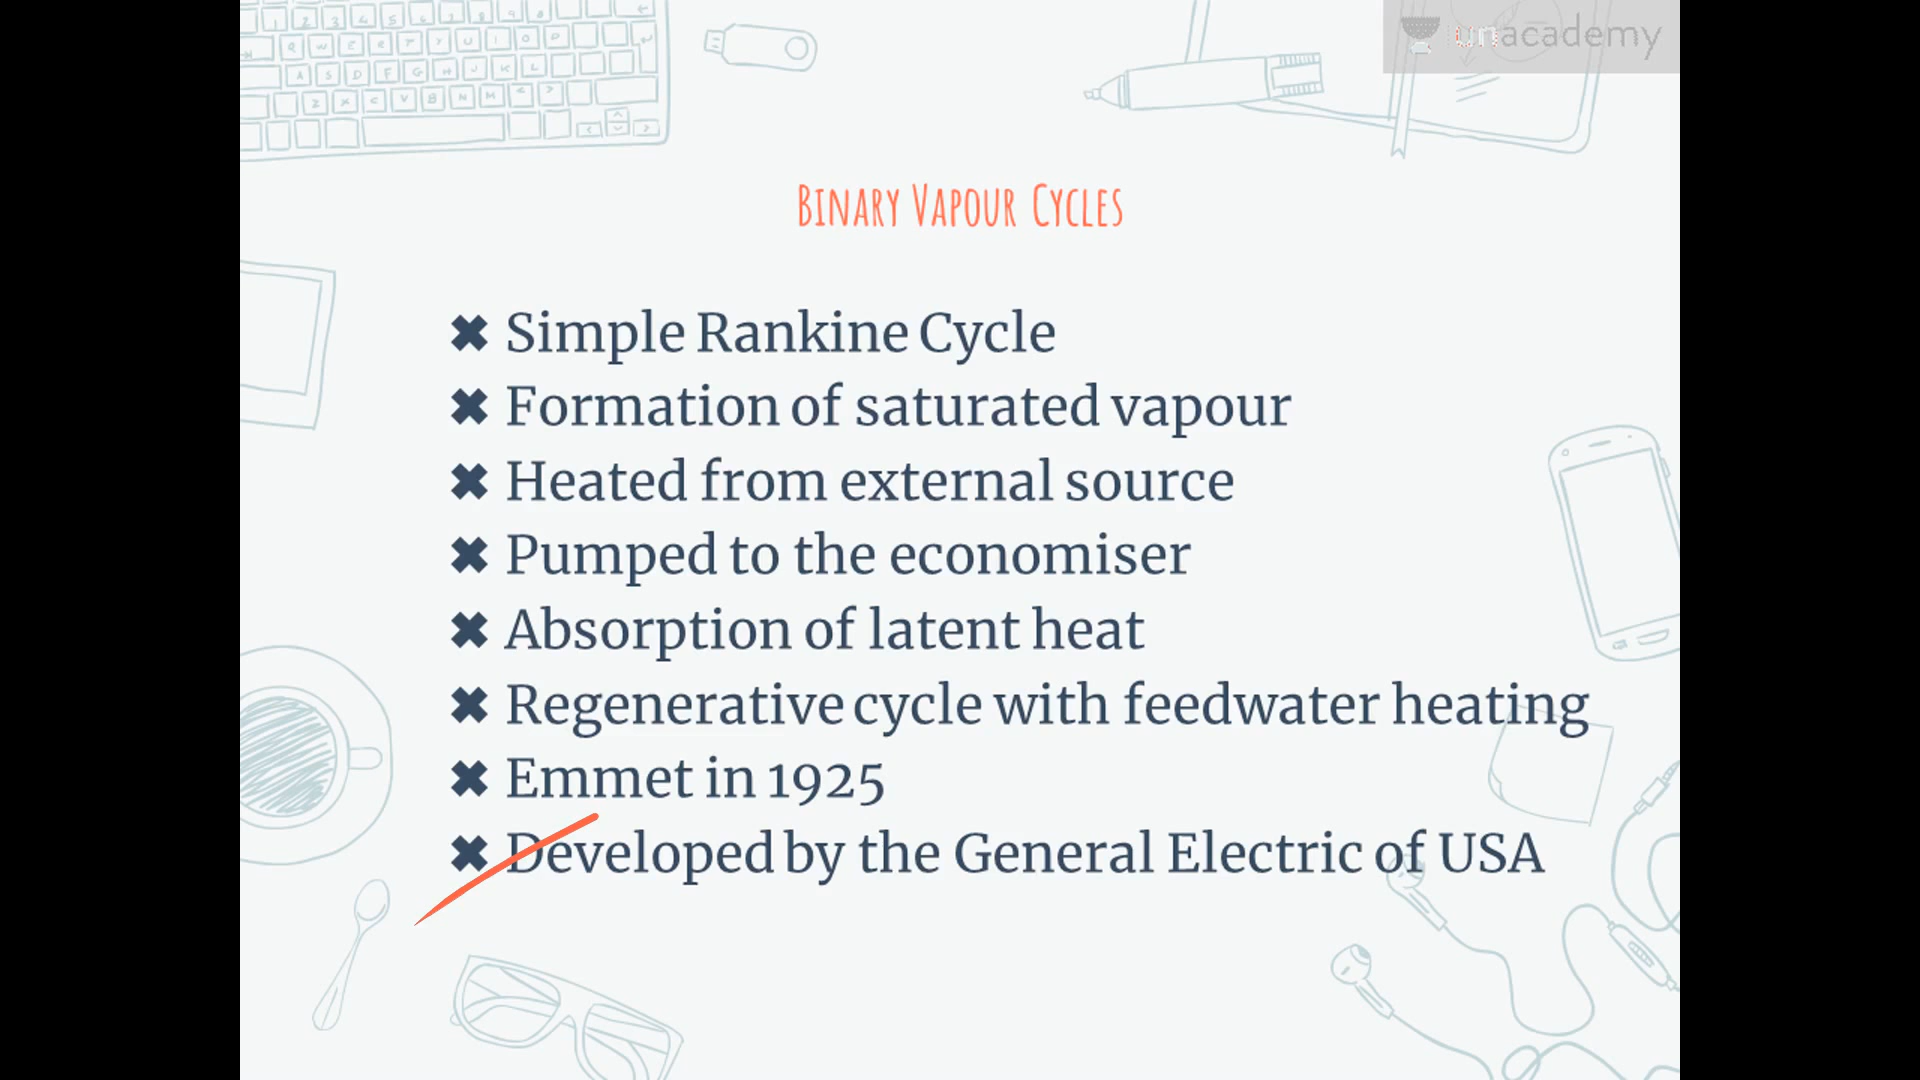 unacademy
Binary Vapour Cycles
✖ Simple Rankine Cycle
✖ Formation of saturated vapour
✖ Heated from external source
✖ Pumped to the economiser
✖ Absorption of latent heat
✖ Regenerative cycle with feedwater heating
✖ Emmet in 1925
✖ Developed by the General Electric of USA